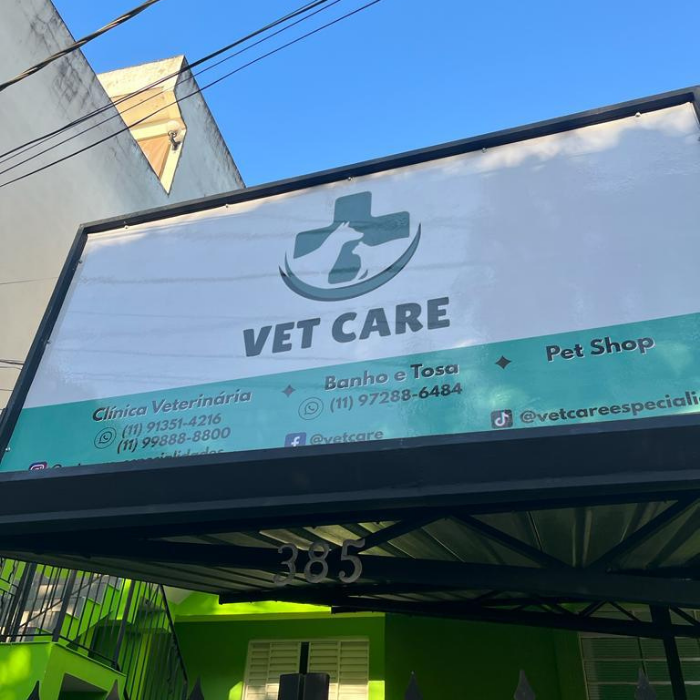 VET CARE
Clínica Veterinária
(11) 91351-4216
(11) 99888-8800
Banho e Tosa
(11) 97288-6484
@vetcare
Pet Shop
@vetcareespeciali
385